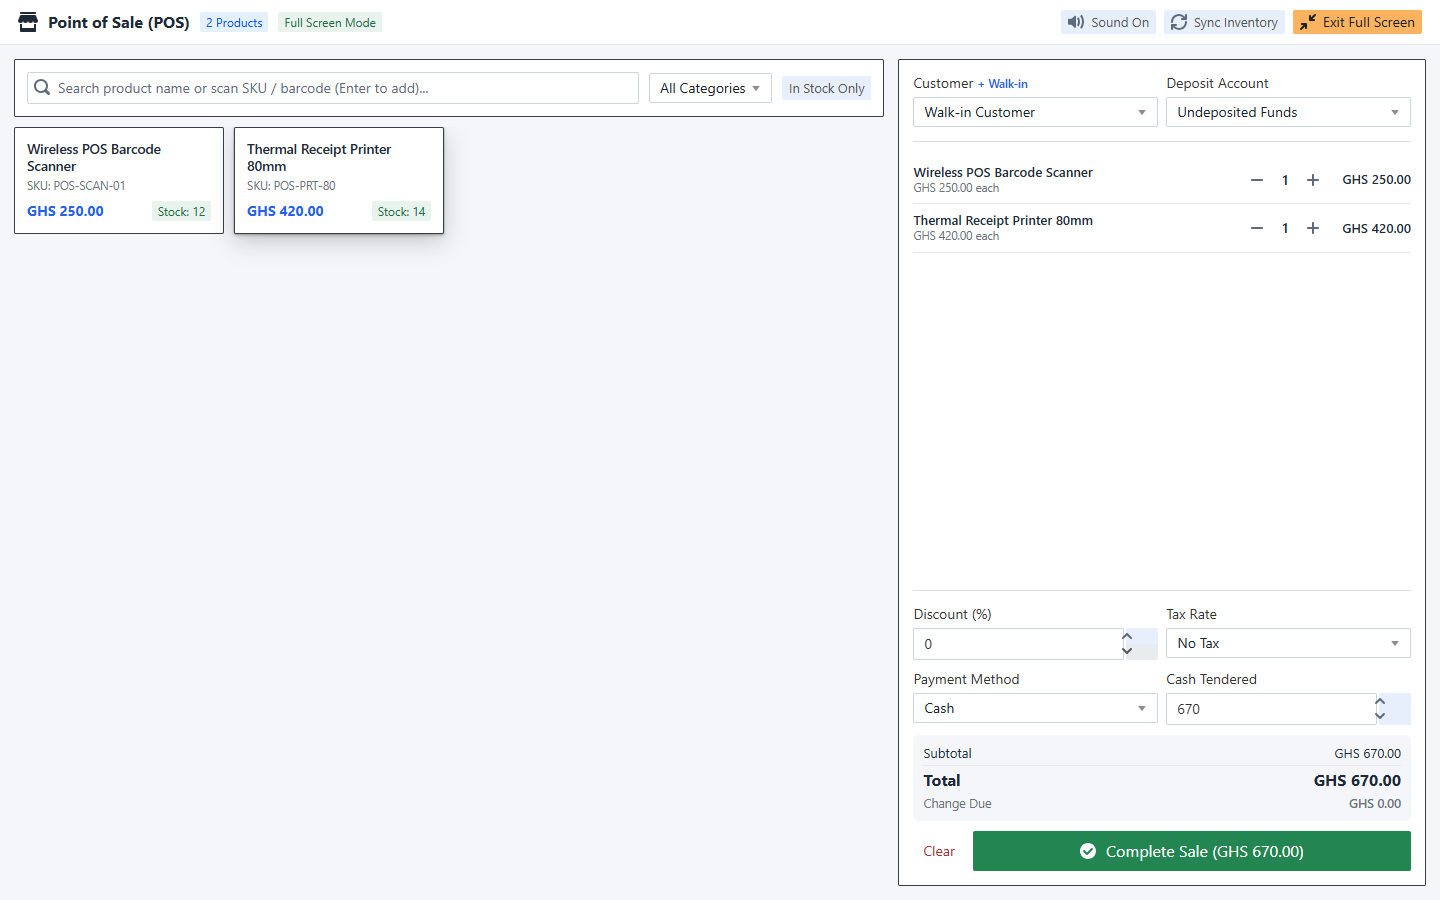 Point of Sale (POS)
2 Products
Full Screen Mode
Sound On
Sync Inventory
Exit Full Screen
Search product name or scan SKU / barcode (Enter to add)...
All Categories
In Stock Only
Wireless POS Barcode
Scanner
SKU: POS-SCAN-01
GHS 250.00
Stock: 12
Thermal Receipt Printer
80mm
SKU: POS-PRT-80
GHS 420.00
Stock: 14
Customer + Walk-in
Walk-in Customer
Deposit Account
Undeposited Funds
Wireless POS Barcode Scanner
GHS 250.00 each
1
GHS 250.00
Thermal Receipt Printer 80mm
GHS 420.00 each
1
GHS 420.00
Discount (%)
0
Tax Rate
No Tax
Payment Method
Cash
Cash Tendered
670
Subtotal
GHS 670.00
Total
GHS 670.00
Change Due
GHS 0.00
Clear
Complete Sale (GHS 670.00)